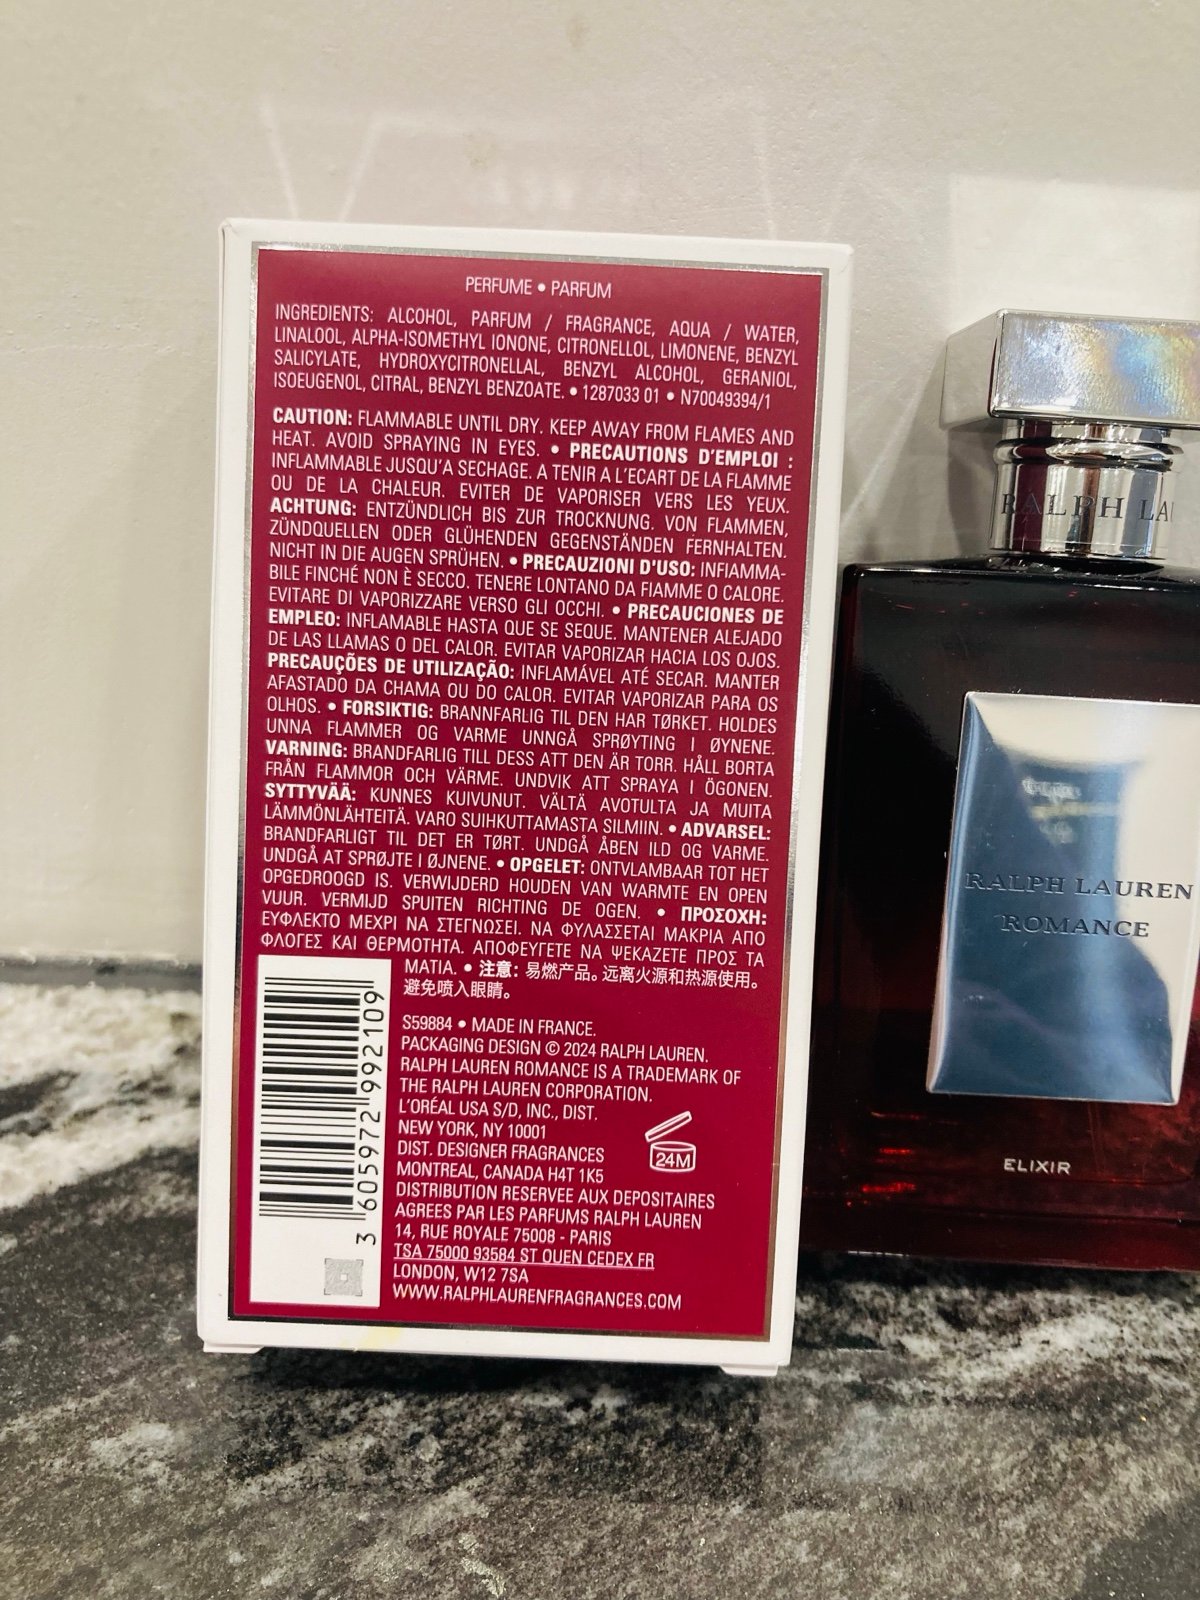 PERFUME • PARFUM
INGREDIENTS: ALCOHOL, PARFUM / FRAGRANCE, AQUA / WATER,
LINALOOL, ALPHA-ISOMETHYL IONONE, CITRONELLOL, LIMONENE, BENZYL
SALICYLATE, HYDROXYCITRONELLAL, BENZYL ALCOHOL, GERANIOL,
ISOEUGENOL, CITRAL, BENZYL BENZOATE. • 1287033 01 • N70049394/1
CAUTION: FLAMMABLE UNTIL DRY. KEEP AWAY FROM FLAMES AND
HEAT. AVOID SPRAYING IN EYES. • PRECAUTIONS D'EMPLOI :
INFLAMMABLE JUSQU'A SECHAGE. A TENIR A L'ECART DE LA FLAMME
OU DE LA CHALEUR. EVITER DE VAPORISER VERS LES YEUX.
ACHTUNG: ENTZÜNDLICH BIS ZUR TROCKNUNG. VON FLAMMEN,
ZÜNDQUELLEN ODER GLÜHENDEN GEGENSTÄNDEN FERNHALTEN.
NICHT IN DIE AUGEN SPRÜHEN. • PRECAUZIONI D'USO: INFIAMMA-
BILE FINCHÉ NON È SECCO. TENERE LONTANO DA FIAMME O CALORE.
EVITARE DI VAPORIZZARE VERSO GLI OCCHI. • PRECAUCIONES DE
EMPLEO: INFLAMABLE HASTA QUE SE SEQUE. MANTENER ALEJADO
DE LAS LLAMAS O DEL CALOR. EVITAR VAPORIZAR HACIA LOS OJOS.
PRECAUÇÕES DE UTILIZAÇÃO: INFLAMÁVEL ATÉ SECAR. MANTER
AFASTADO DA CHAMA OU DO CALOR. EVITAR VAPORIZAR PARA OS
OLHOS. • FORSIKTIG: BRANNFARLIG TIL DEN HAR TØRKET. HOLDES
UNNA FLAMMER OG VARME UNNGÅ SPRØYTING I ØYNENE.
VARNING: BRANDFARLIG TILL DESS ATT DEN ÄR TORR. HÅLL BORTA
FRÅN FLAMMOR OCH VÄRME. UNDVIK ATT SPRAYA I ÖGONEN.
SYTTYVÄÄ: KUNNES KUIVUNUT. VÄLTÄ AVOTULTA JA MUITA
LÄMMÖNLÄHTEITÄ. VARO SUIHKUTTAMASTA SILMIIN. • ADVARSEL:
BRANDFARLIGT TIL DET ER TØRT. UNDGÅ ÅBEN ILD OG VARME.
UNDGÅ AT SPRØJTE I ØJNENE. • OPGELET: ONTVLAMBAAR TOT HET
OPGEDROOGD IS. VERWIJDERD HOUDEN VAN WARMTE EN OPEN
VUUR. VERMIJD SPUITEN RICHTING DE OGEN. • ΠΡΟΣΟΧΗ:
ΕΥΦΛΕΚΤΟ ΜΕΧΡΙ ΝΑ ΣΤΕΓΝΩΣΕΙ. ΝΑ ΦΥΛΑΣΣΕΤΑΙ ΜΑΚΡΙΑ ΑΠΟ
ΦΛΟΓΕΣ ΚΑΙ ΘΕΡΜΟΤΗΤΑ. ΑΠΟΦΕΥΓΕΤΕ ΝΑ ΨΕΚΑΖΕΤΕ ΠΡΟΣ ΤΑ
ΜΑΤΙΑ. • 注意: 易燃产品。远离火源和热源使用。
避免喷入眼睛。
S59884 • MADE IN FRANCE.
PACKAGING DESIGN © 2024 RALPH LAUREN.
RALPH LAUREN ROMANCE IS A TRADEMARK OF
THE RALPH LAUREN CORPORATION.
L'ORÉAL USA S/D, INC., DIST.
NEW YORK, NY 10001
DIST. DESIGNER FRAGRANCES
MONTREAL, CANADA H4T 1K5
DISTRIBUTION RESERVEE AUX DEPOSITAIRES
AGREES PAR LES PARFUMS RALPH LAUREN
14, RUE ROYALE 75008 - PARIS
TSA 75000 93584 ST OUEN CEDEX FR
LONDON, W12 7SA
WWW.RALPHLAURENFRAGRANCES.COM
24M
3 605972 992109
RALPH LAU
RALPH LAUREN
ROMANCE
ELIXIR